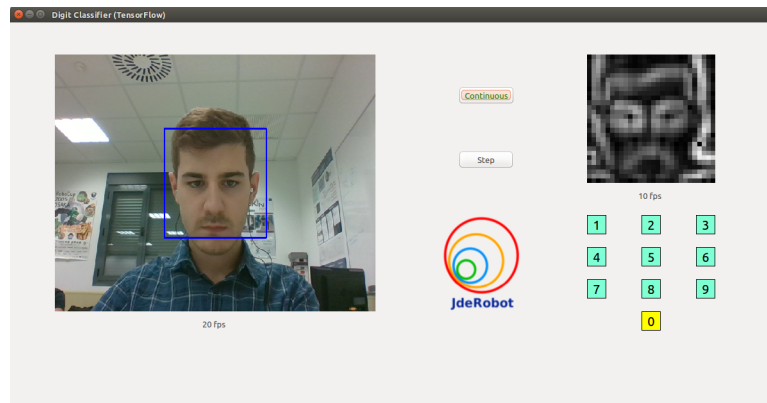 Digit Classifier (TensorFlow)
Continuous
Step
20 fps
JdeRobot
10 fps
1 2 3
4 5 6
7 8 9
0